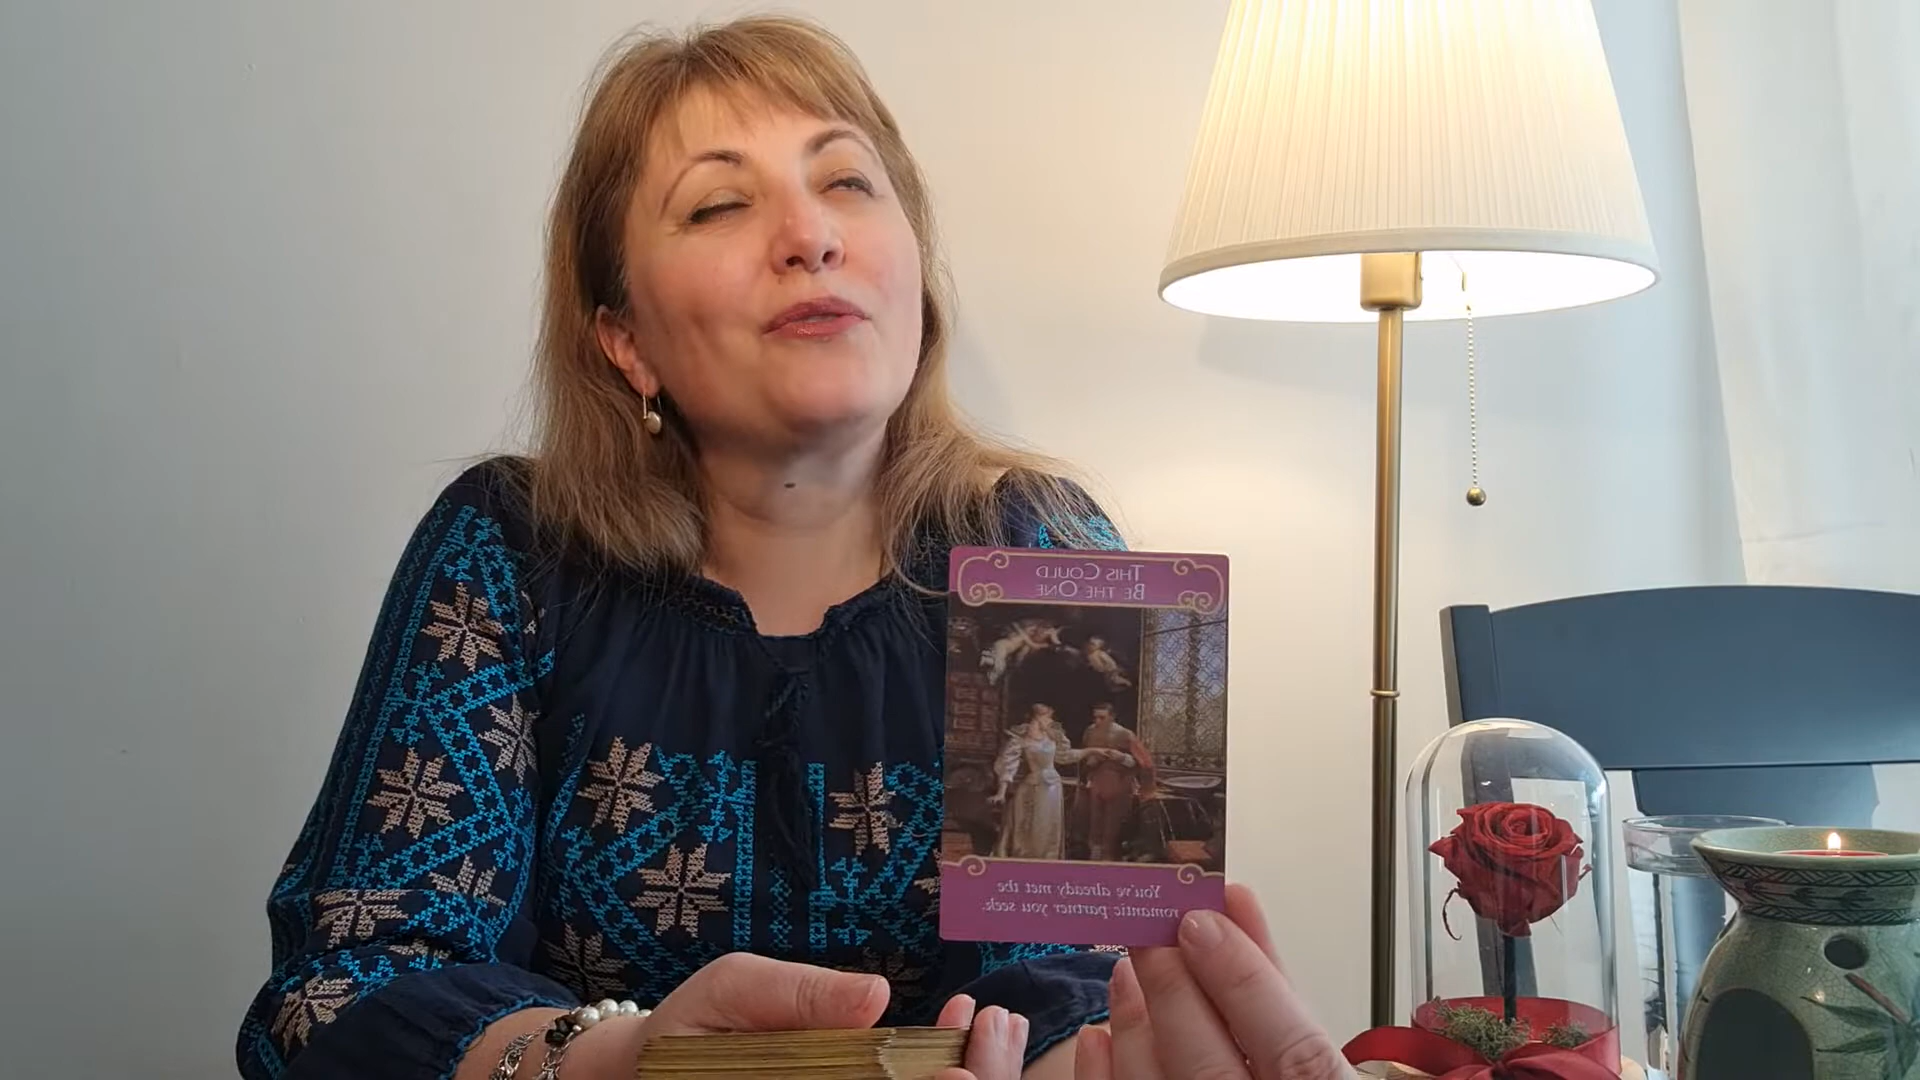 THIS COULD
BE THE ONE
You've already met the
romantic partner you seek.